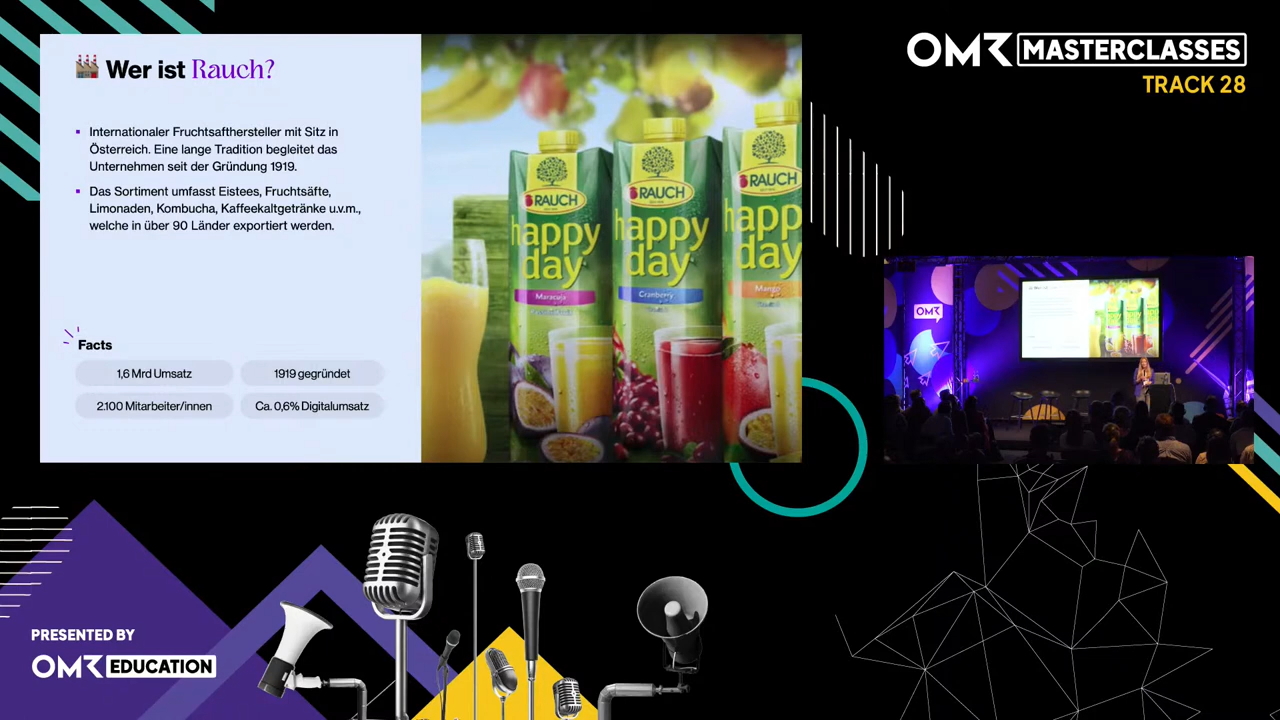 Wer ist Rauch?
Internationaler Fruchtsafthersteller mit Sitz in
Österreich. Eine lange Tradition begleitet das
Unternehmen seit der Gründung 1919.
Das Sortiment umfasst Eistees, Fruchtsäfte,
Limonaden, Kombucha, Kaffeekaltgetränke u.v.m.,
welche in über 90 Länder exportiert werden.
Facts
1,6 Mrd Umsatz
1919 gegründet
2.100 Mitarbeiter/innen
Ca. 0,6% Digitalumsatz
RAUCH
happy
day
Maracuja
RAUCH
happy
day
Cranberry
RAUCH
happy
day
Mango
OMR MASTERCLASSES
TRACK 28
OMR
PRESENTED BY
OMR EDUCATION